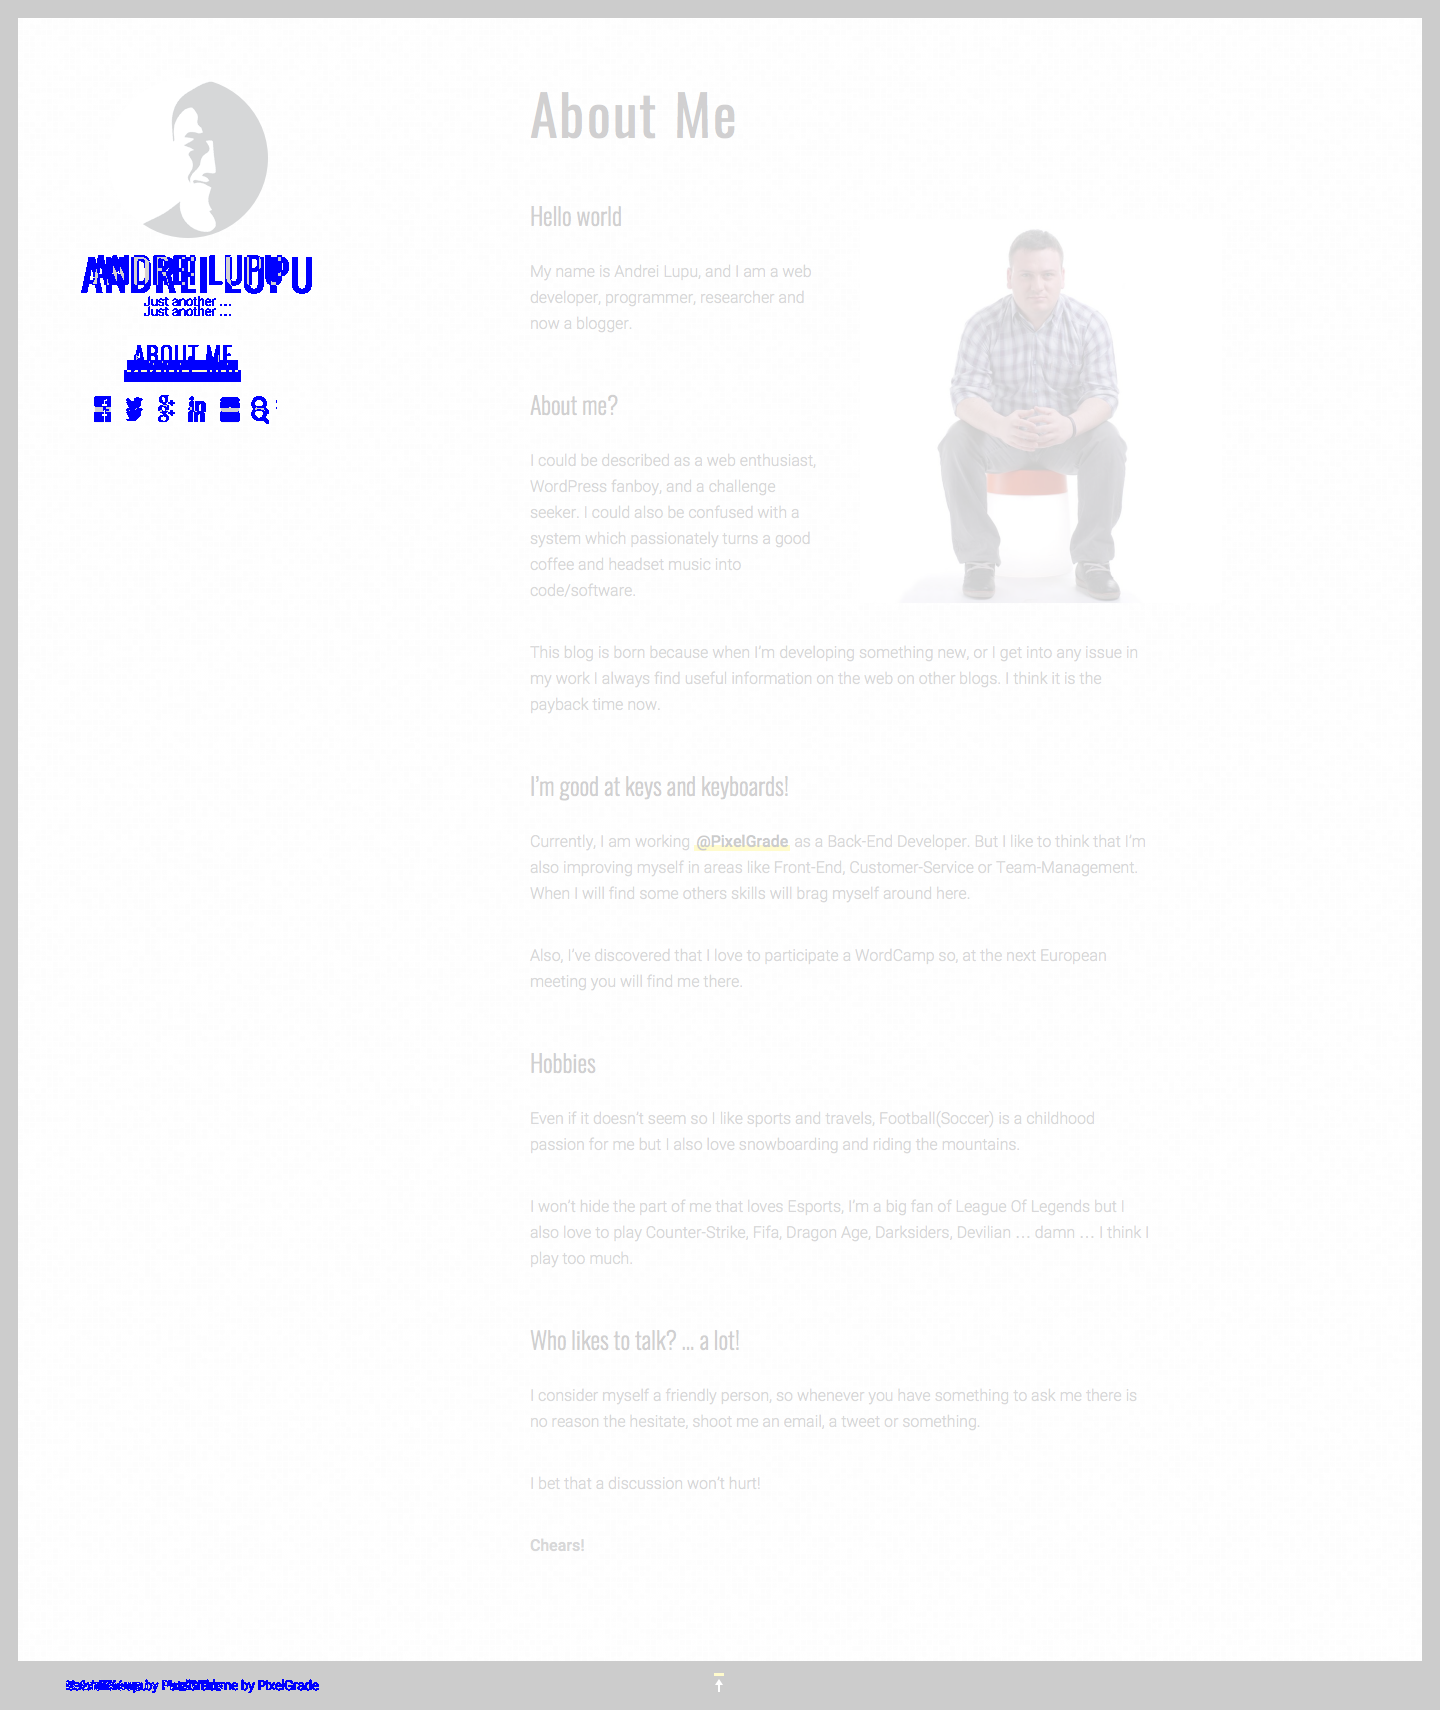 ANDREI LUPU
Just another ...
Just another ...
ABOUT ME
About Me
Hello world
My name is Andrei Lupu, and I am a web
developer, programmer, researcher and
now a blogger.
About me?
I could be described as a web enthusiast,
WordPress fanboy, and a challenge
seeker. I could also be confused with a
system which passionately turns a good
coffee and headset music into
code/software.
This blog is born because when I'm developing something new, or I get into any issue in
my work I always find useful information on the web on other blogs. I think it is the
payback time now.
I'm good at keys and keyboards!
Currently, I am working @PixelGrade as a Back-End Developer. But I like to think that I'm
also improving myself in areas like Front-End, Customer-Service or Team-Management.
When I will find some others skills will brag myself around here.
Also, I've discovered that I love to participate a WordCamp so, at the next European
meeting you will find me there.
Hobbies
Even if it doesn't seem so I like sports and travels, Football(Soccer) is a childhood
passion for me but I also love snowboarding and riding the mountains.
I won't hide the part of me that loves Esports, I'm a big fan of League Of Legends but I
also love to play Counter-Strike, Fifa, Dragon Age, Darksiders, Devilian … damn … I think I
play too much.
Who likes to talk? … a lot!
I consider myself a friendly person, so whenever you have something to ask me there is
no reason the hesitate, shoot me an email, a tweet or something.
I bet that a discussion won't hurt!
Chears!
by PixelGrade